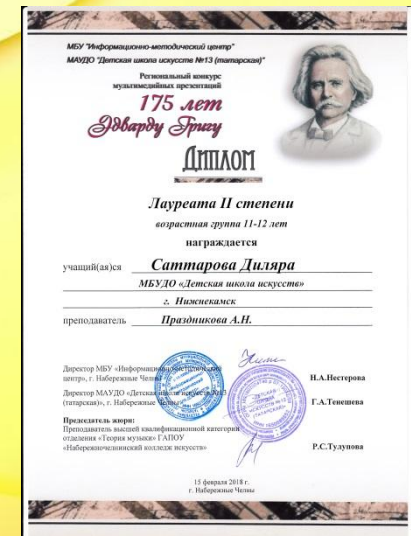 МБУ "Информационно-методический центр"
МАУДО "Детская школа искусств №13 (татарская)"
Региональный конкурс
мультимедийных презентаций
175 лет
Эдварду Григу
ДИПЛОМ
Лауреата II степени
возрастная группа 11-12 лет
награждается
учащий(ая)ся Саттарова Диляра
МБУДО «Детская школа искусств»
г. Нижнекамск
преподаватель Праздникова А.Н.
Директор МБУ «Информационно-методический
центр», г. Набережные Челны Н.А.Нестерова
Директор МАУДО «Детская школа искусств №13
(татарская)», г. Набережные Челны Г.А.Тенешева
Председатель жюри:
Преподаватель высшей квалификационной категории
отделения «Теория музыки» ГАПОУ
«Набережночелнинский колледж искусств» Р.С.Тулупова
15 февраля 2018 г.
г. Набережные Челны